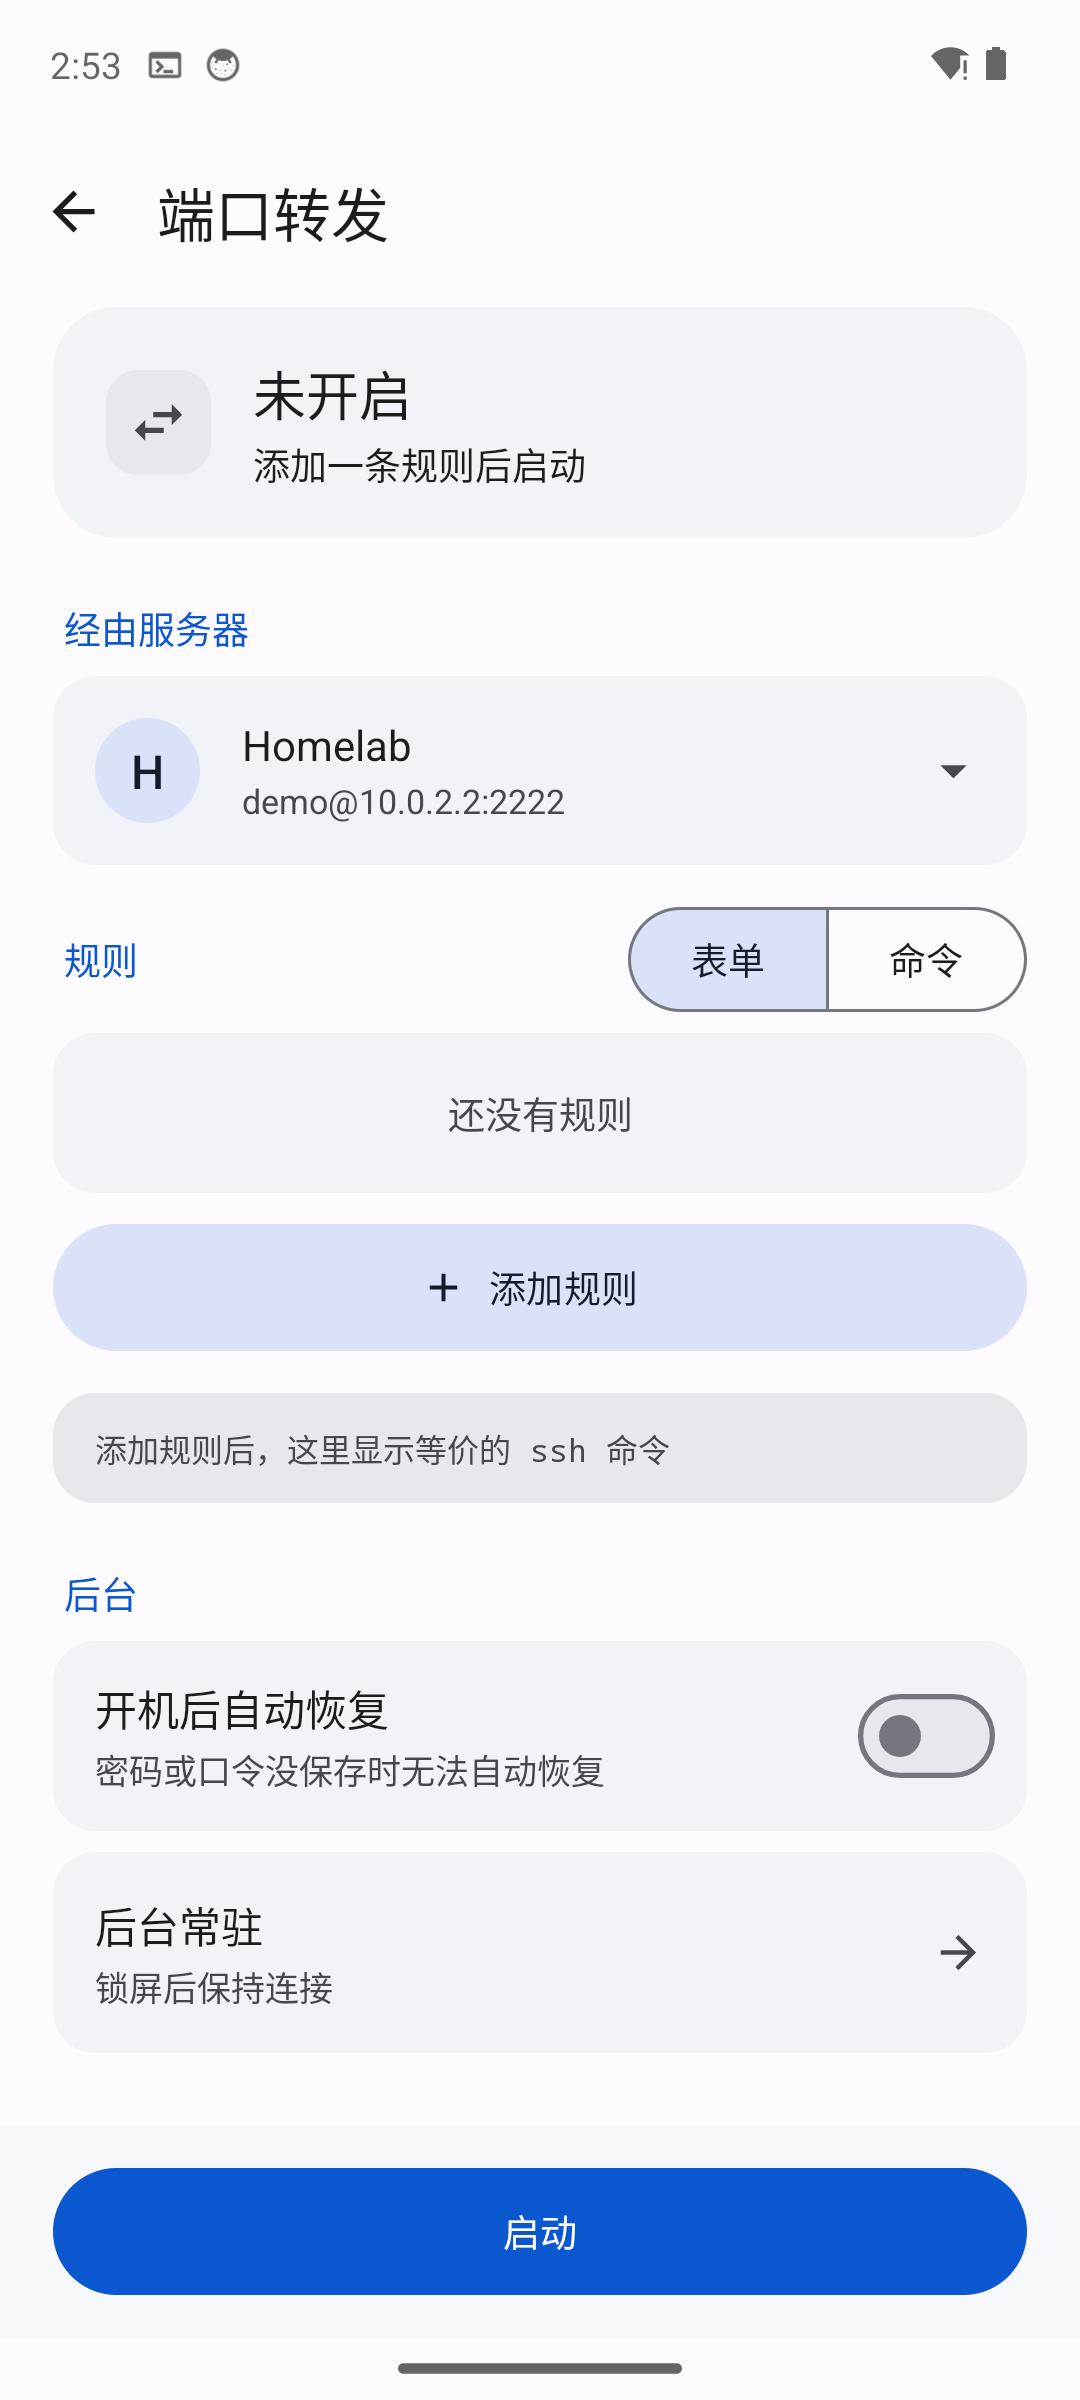 2:53
端口转发
未开启
添加一条规则后启动
经由服务器
H
Homelab
demo@10.0.2.2:2222
规则
表单
命令
还没有规则
添加规则
添加规则后，这里显示等价的 ssh 命令
后台
开机后自动恢复
密码或口令没保存时无法自动恢复
后台常驻
锁屏后保持连接
启动